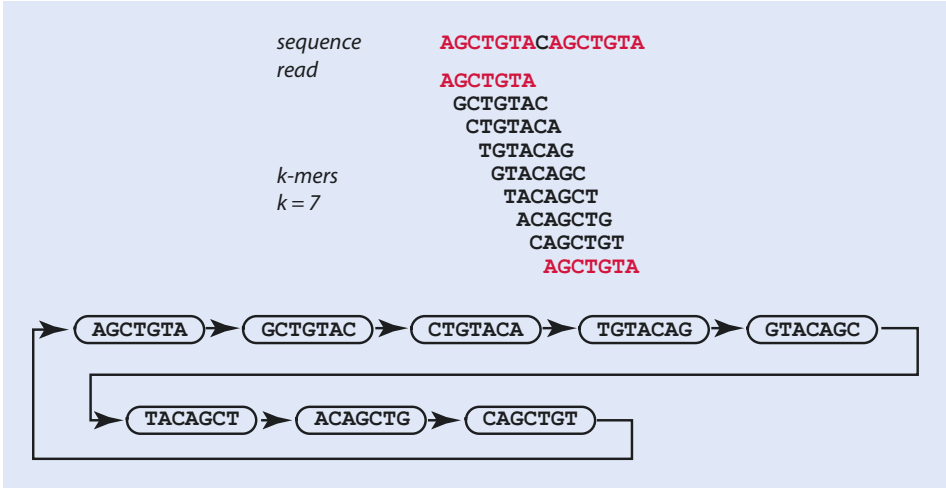 sequence read
AGCTGTACAGCTGTA
AGCTGTA
GCTGTAC
CTGTACA
TGTACAG
GTACAGC
TACAGCT
ACAGCTG
CAGCTGT
AGCTGTA
k-mers
k = 7
AGCTGTA GCTGTAC CTGTACA TGTACAG GTACAGC
TACAGCT ACAGCTG CAGCTGT